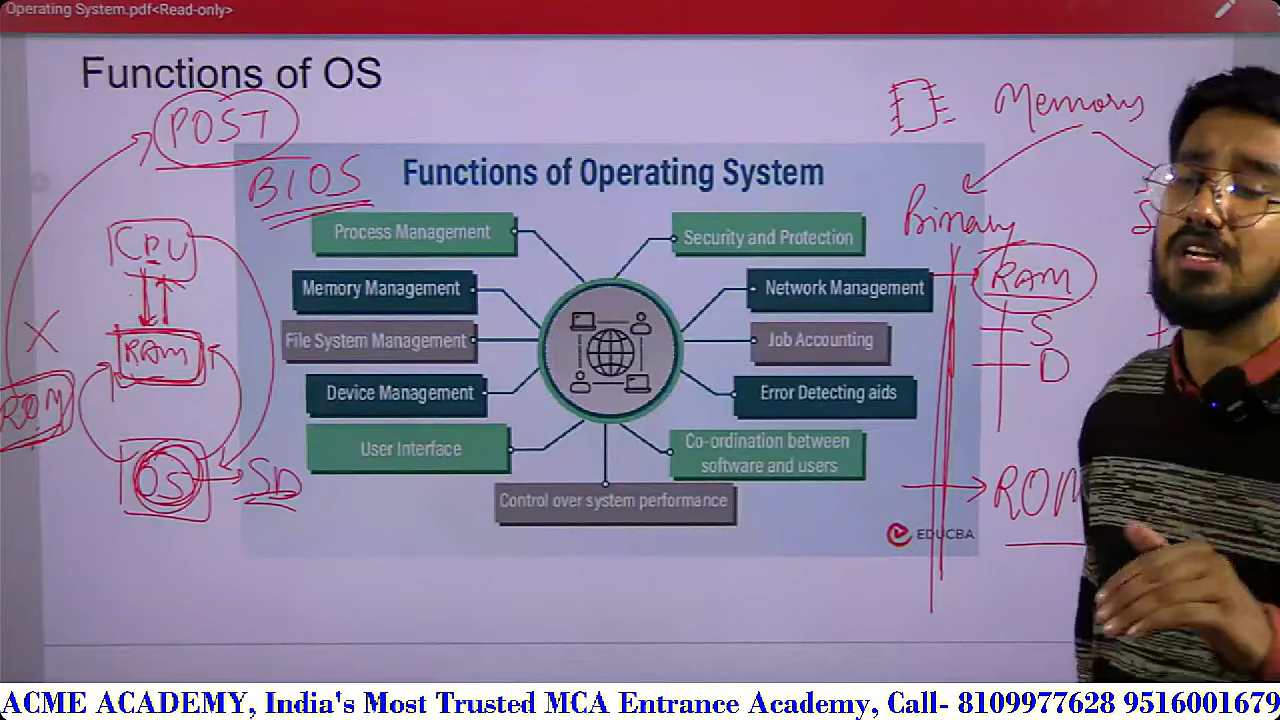 Operating System.pdf<Read-only>
Functions of OS
POST
BIOS
CPU
RAM
ROM
OS
SD
Functions of Operating System
Process Management
Memory Management
File System Management
Device Management
User Interface
Control over system performance
Security and Protection
Network Management
Job Accounting
Error Detecting aids
Co-ordination between
software and users
EDUCBA
Memory
RAM
S
D
ROM
ACME ACADEMY, India's Most Trusted MCA Entrance Academy, Call- 8109977628 9516001679